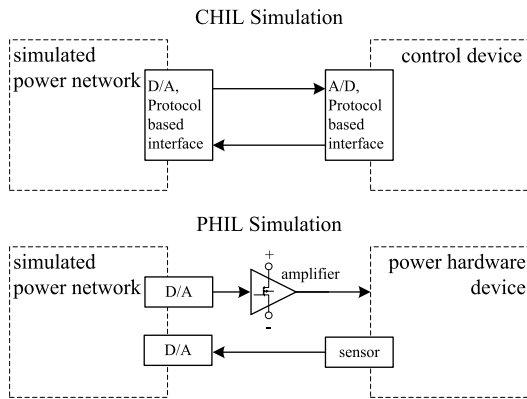 CHIL Simulation
simulated
power network
control device
D/A,
Protocol
based
interface
A/D,
Protocol
based
interface
PHIL Simulation
simulated
power network
D/A
+
-
amplifier
power hardware
device
D/A
sensor